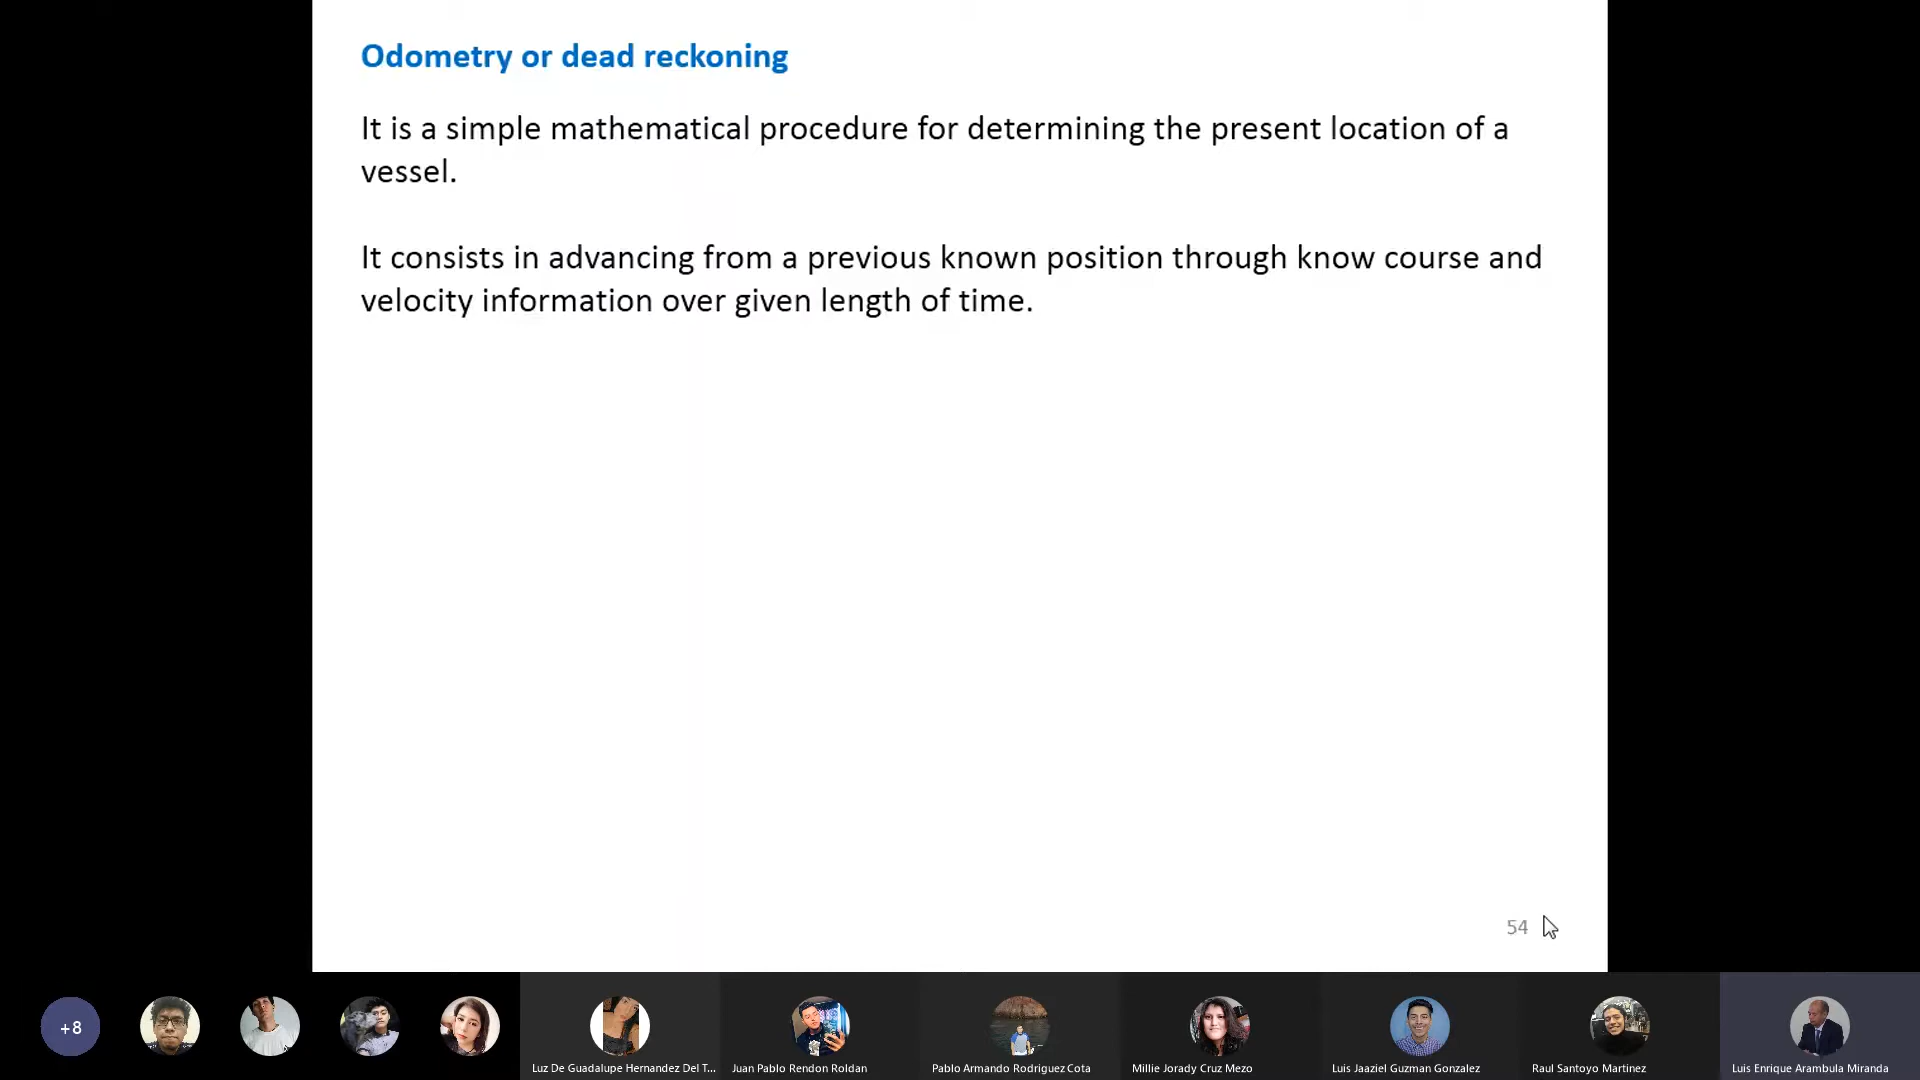 Odometry or dead reckoning
It is a simple mathematical procedure for determining the present location of a
vessel.
It consists in advancing from a previous known position through know course and
velocity information over given length of time.
54
+8
Luz De Guadalupe Hernandez Del T...
Juan Pablo Rendon Roldan
Pablo Armando Rodriguez Cota
Millie Jorady Cruz Mezo
Luis Jaaziel Guzman Gonzalez
Raul Santoyo Martinez
Luis Enrique Arambula Miranda